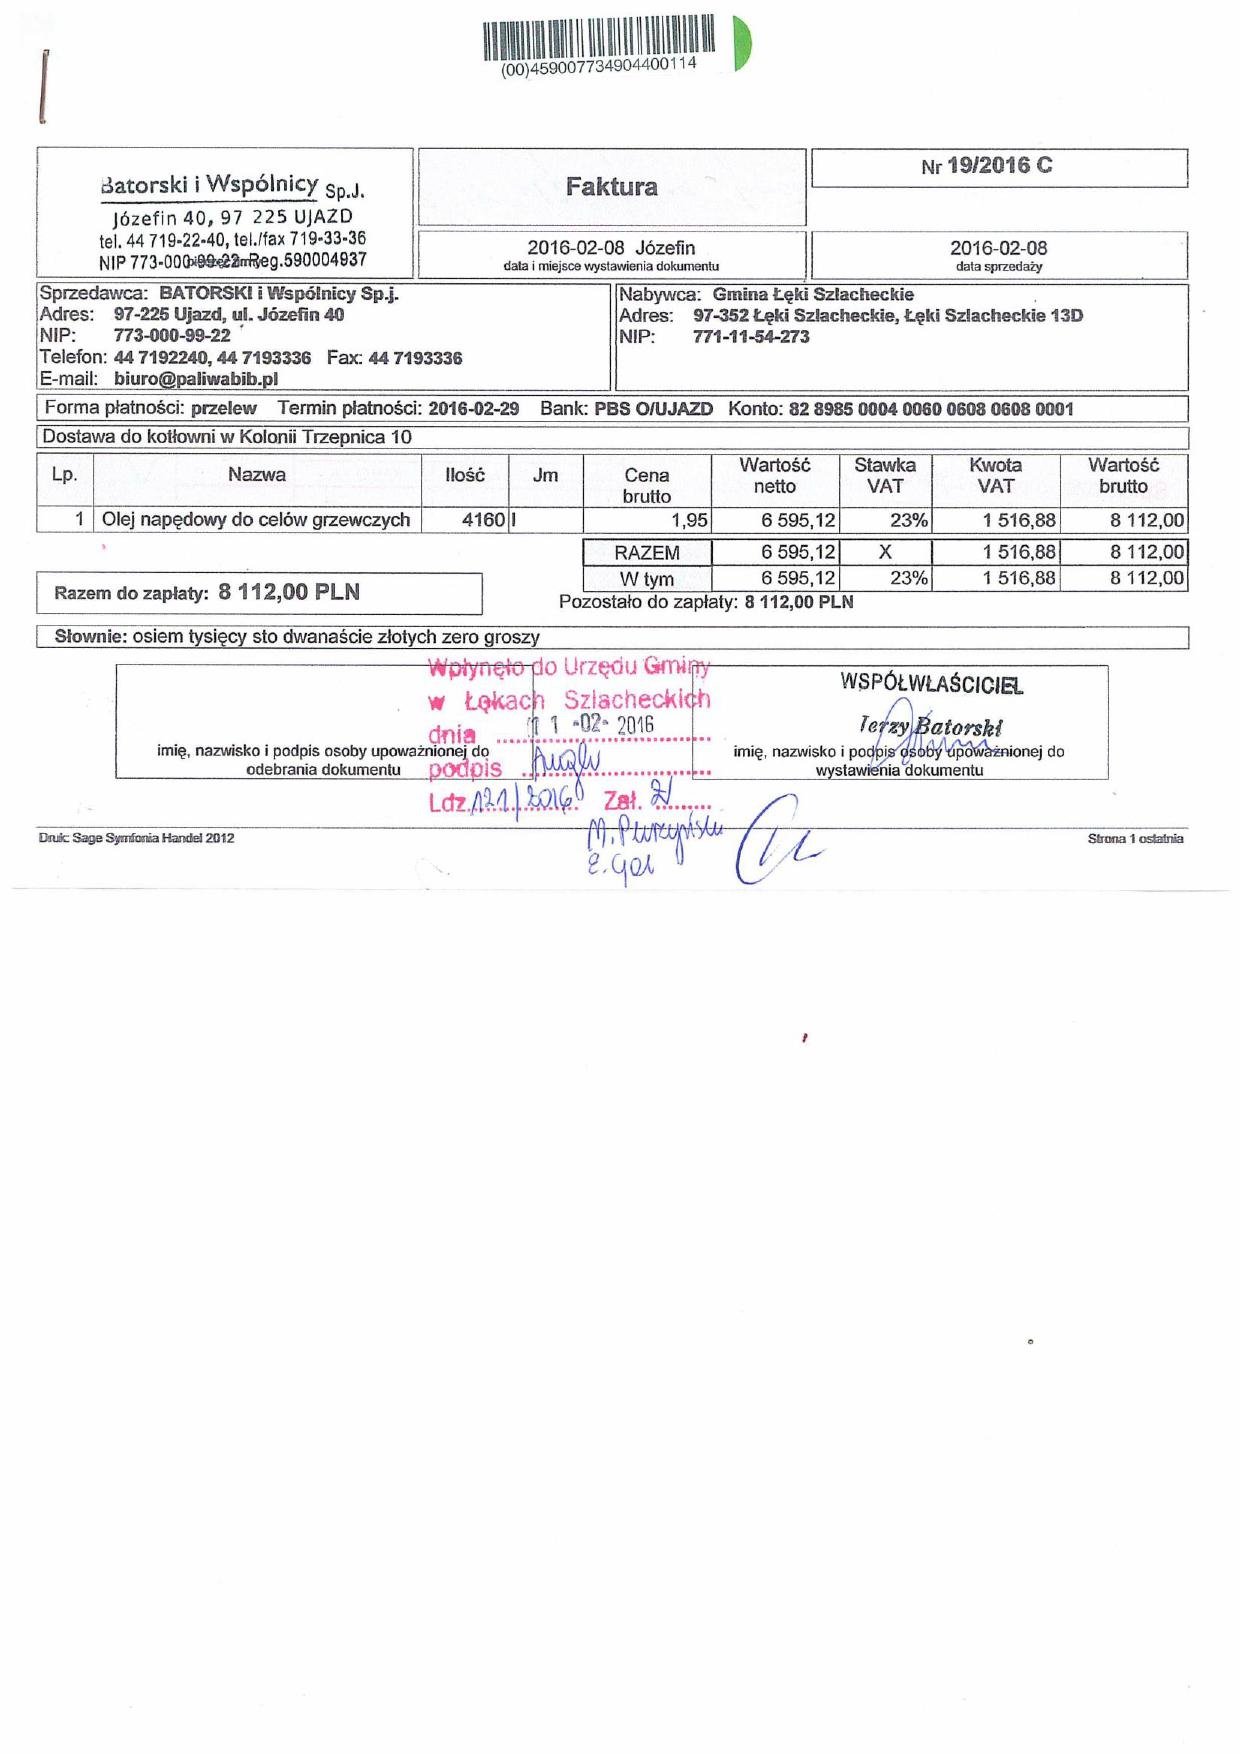 (00)459007734904400114
Batorski i Wspólnicy Sp.J.
Józefin 40, 97 225 UJAZD
tel. 44 719-22-40, tel./fax 719-33-36
NIP 773-000-99-22 Reg.590004937
Faktura
Nr 19/2016 C
2016-02-08 Józefin
data i miejsce wystawienia dokumentu
2016-02-08
data sprzedaży
Sprzedawca: BATORSKI i Wspólnicy Sp.j.
Adres: 97-225 Ujazd, ul. Józefin 40
NIP: 773-000-99-22
Telefon: 44 7192240, 44 7193336 Fax: 44 7193336
E-mail: biuro@paliwabib.pl
Nabywca: Gmina Łęki Szlacheckie
Adres: 97-352 Łęki Szlacheckie, Łęki Szlacheckie 13D
NIP: 771-11-54-273
Forma płatności: przelew Termin płatności: 2016-02-29 Bank: PBS O/UJAZD Konto: 82 8985 0004 0060 0608 0608 0001
Dostawa do kotłowni w Kolonii Trzepnica 10
Lp. Nazwa Ilość Jm Cena brutto Wartość netto Stawka VAT Kwota VAT Wartość brutto
1 Olej napędowy do celów grzewczych 4160 l 1,95 6 595,12 23% 1 516,88 8 112,00
RAZEM 6 595,12 X 1 516,88 8 112,00
W tym 6 595,12 23% 1 516,88 8 112,00
Razem do zapłaty: 8 112,00 PLN
Pozostało do zapłaty: 8 112,00 PLN
Słownie: osiem tysięcy sto dwanaście złotych zero groszy
Wpłynęło do Urzędu Gminy
w Łękach Szlacheckich
dnia 11-02-2016
podpis
Ldz. 121/2016 Zał.
imię, nazwisko i podpis osoby upoważnionej do
odebrania dokumentu
WSPÓŁWŁAŚCICIEL
Jerzy Batorski
imię, nazwisko i podpis osoby upoważnionej do
wystawienia dokumentu
Druk: Sage Symfonia Handel 2012
Strona 1 ostatnia